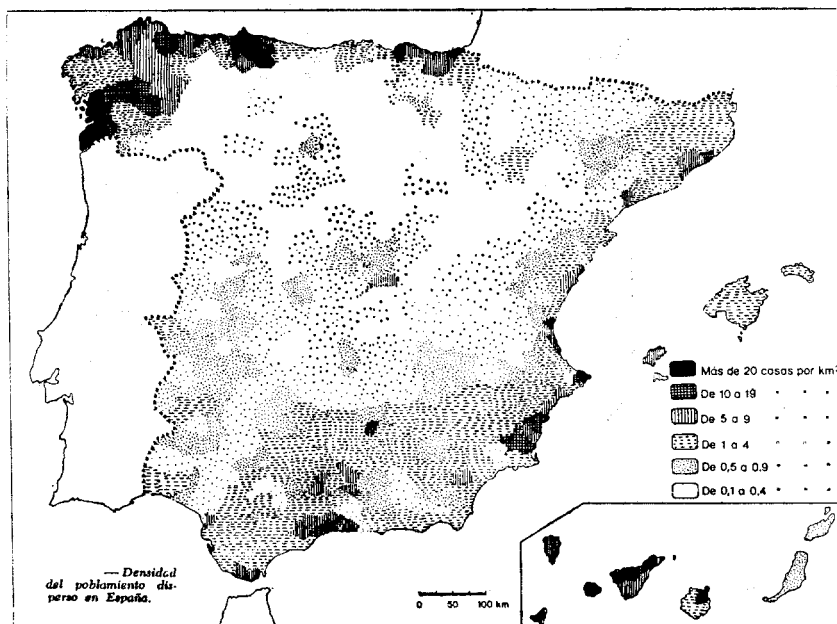 Más de 20 casas por km²
De 10 a 19 " " "
De 5 a 9 " " "
De 1 a 4 " " "
De 0,5 a 0.9 " " "
De 0,1 a 0,4 " " "
— Densidad
del poblamiento dis-
perso en España.
0 50 100 km